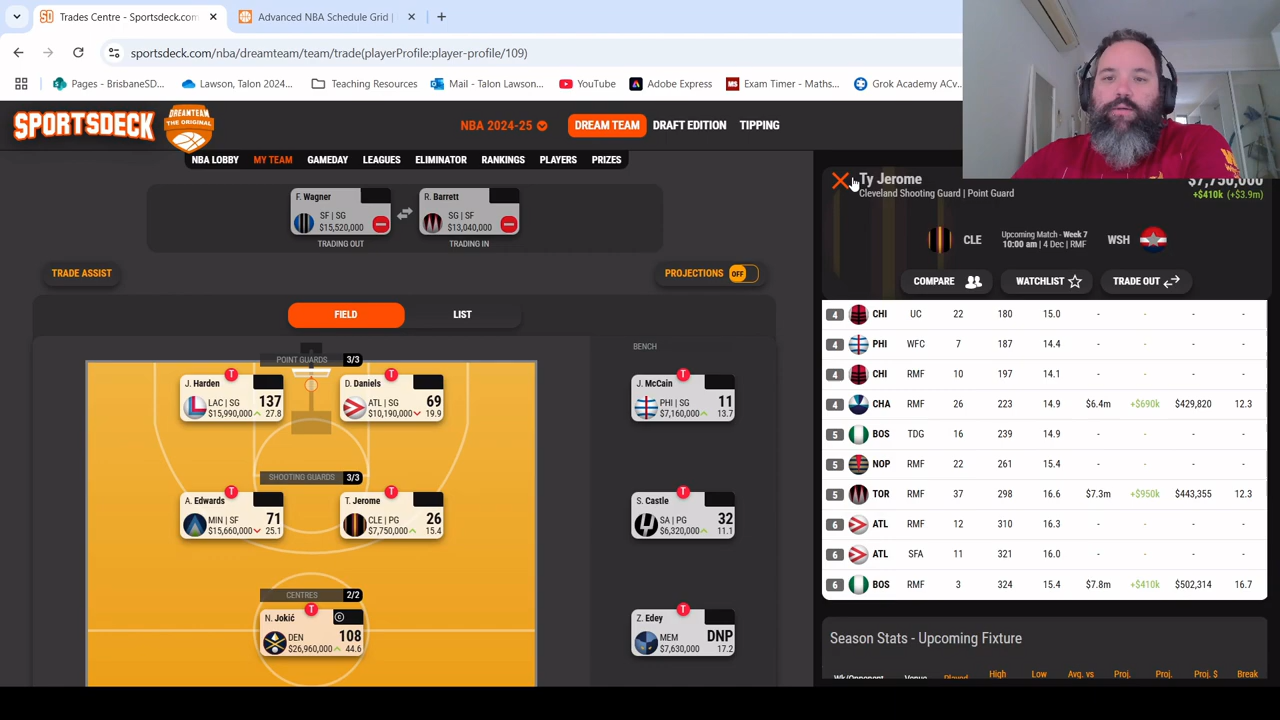 Trades Centre - Sportsdeck.com
Advanced NBA Schedule Grid |
sportsdeck.com/nba/dreamteam/team/trade(playerProfile:player-profile/109)
Pages - BrisbaneSD...
Lawson, Talon 2024...
Teaching Resources
Mail - Talon Lawson...
YouTube
Adobe Express
Exam Timer - Maths...
Grok Academy ACv...
SPORTSDECK
DREAMTEAM
THE ORIGINAL
NBA 2024-25
DREAM TEAM
DRAFT EDITION
TIPPING
NBA LOBBY
MY TEAM
GAMEDAY
LEAGUES
ELIMINATOR
RANKINGS
PLAYERS
PRIZES
F. Wagner
SF | SG
$15,520,000
TRADING OUT
R. Barrett
SG | SF
$13,040,000
TRADING IN
TRADE ASSIST
PROJECTIONS OFF
FIELD
LIST
POINT GUARDS 3/3
BENCH
J. Harden
LAC | SG 137
$15,990,000 27.8
D. Daniels
ATL | SG 69
$10,190,000 19.9
J. McCain
PHI | SG 11
$7,160,000 13.7
SHOOTING GUARDS 3/3
A. Edwards
MIN | SF 71
$15,660,000 25.1
T. Jerome
CLE | PG 26
$7,750,000 15.4
S. Castle
SA | PG 32
$6,320,000 11.1
CENTRES 2/2
N. Jokić
DEN 108
$26,960,000 44.6
Z. Edey
MEM DNP
$7,630,000 17.2
Ty Jerome
$7,750,000
Cleveland Shooting Guard | Point Guard
+$410k (+$3.9m)
CLE
Upcoming Match - Week 7
10:00 am | 4 Dec | RMF
WSH
COMPARE
WATCHLIST
TRADE OUT
4 CHI UC 22 180 15.0 - - - -
4 PHI WFC 7 187 14.4 - - - -
4 CHI RMF 10 197 14.1 - - - -
4 CHA RMF 26 223 14.9 $6.4m +$690k $429,820 12.3
5 BOS TDG 16 239 14.9 - - - -
5 NOP RMF 22 261 15.4 - - - -
5 TOR RMF 37 298 16.6 $7.3m +$950k $443,355 12.3
6 ATL RMF 12 310 16.3 - - - -
6 ATL SFA 11 321 16.0 - - - -
6 BOS RMF 3 324 15.4 $7.8m +$410k $502,314 16.7
Season Stats - Upcoming Fixture
Wk/Opponent Venue Played High Low Avg. vs Proj. Proj. Proj. $ Break